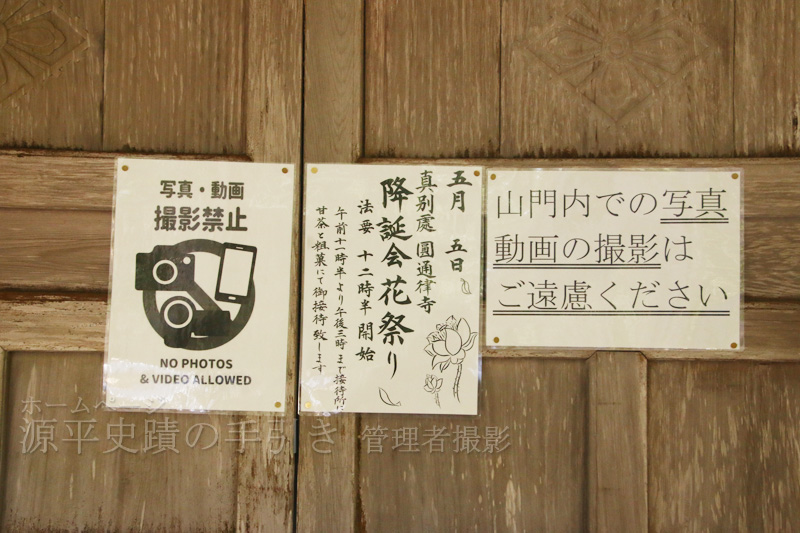 写真・動画
撮影禁止
NO PHOTOS
& VIDEO ALLOWED
五月 五日
真別處 圓通律寺
降誕会花祭り
法要 十二時半 開始
午前十一時半より午後三時まで接待所に
甘茶と粗菓にて御接待致します
山門内での写真
動画の撮影は
ご遠慮ください
ホームページ
源平史蹟の手引き 管理者撮影